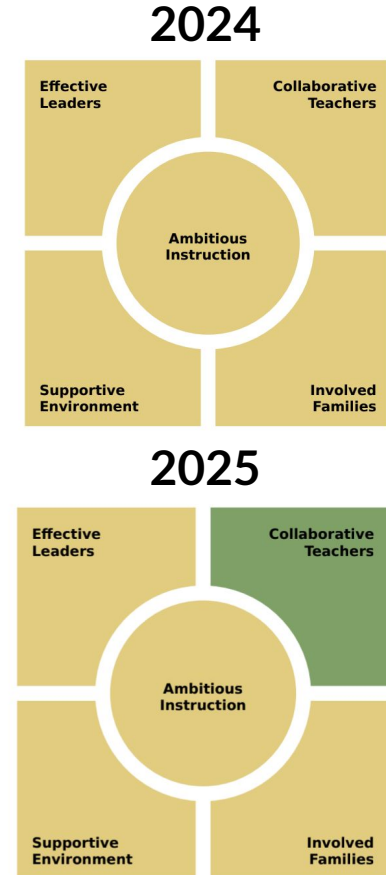 2024
Effective
Leaders
Collaborative
Teachers
Ambitious
Instruction
Supportive
Environment
Involved
Families
2025
Effective
Leaders
Collaborative
Teachers
Ambitious
Instruction
Supportive
Environment
Involved
Families